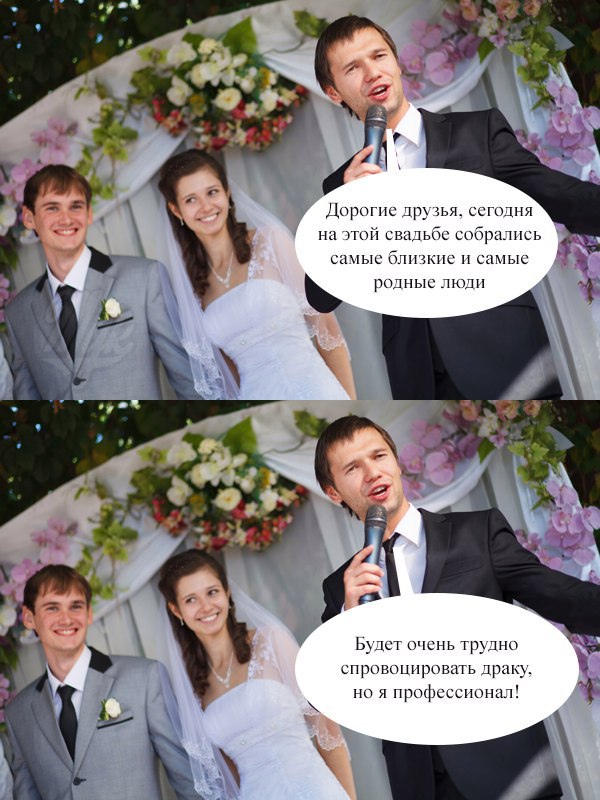 Дорогие друзья, сегодня
на этой свадьбе собрались
самые близкие и самые
родные люди
Будет очень трудно
спровоцировать драку,
но я профессионал!